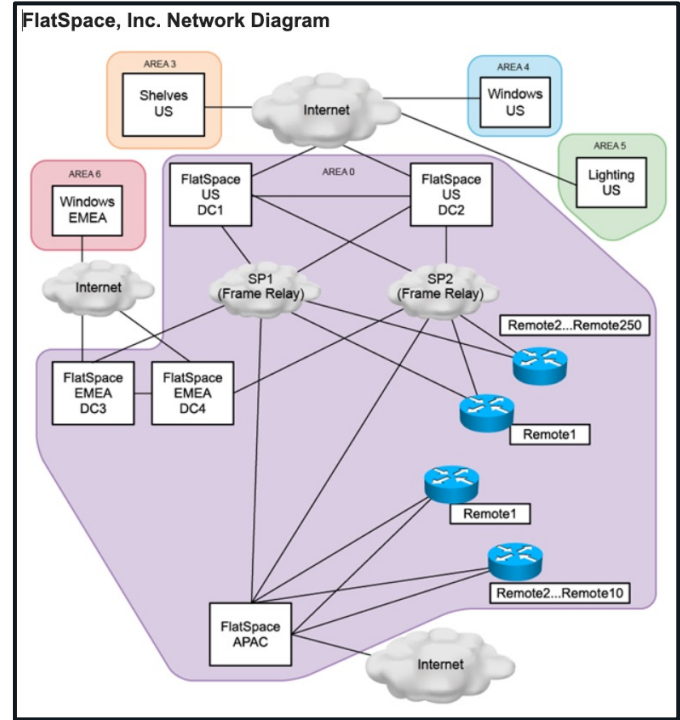 FlatSpace, Inc. Network Diagram
AREA 3
Shelves
US
Internet
AREA 4
Windows
US
AREA 5
Lighting
US
AREA 6
Windows
EMEA
AREA 0
FlatSpace
US
DC1
FlatSpace
US
DC2
Internet
SP1
(Frame Relay)
SP2
(Frame Relay)
Remote2...Remote250
FlatSpace
EMEA
DC3
FlatSpace
EMEA
DC4
Remote1
Remote1
Remote2...Remote10
FlatSpace
APAC
Internet